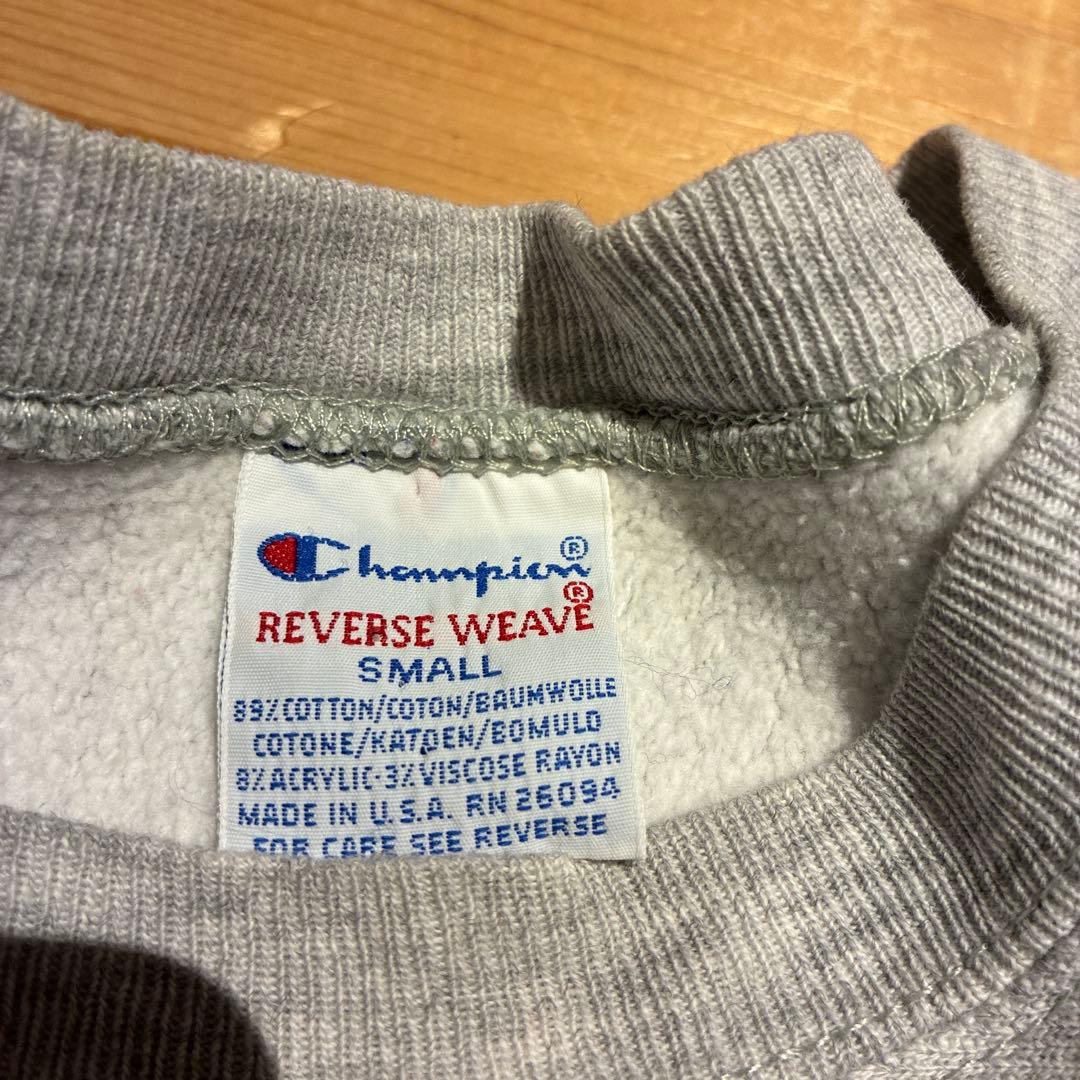 Champion®
REVERSE WEAVE®
SMALL
89% COTTON/COTON/BAUMWOLLE
COTONE/KATOEN/BOMULD
8% ACRYLIC-3% VISCOSE RAYON
MADE IN U.S.A. RN 26094
FOR CARE SEE REVERSE